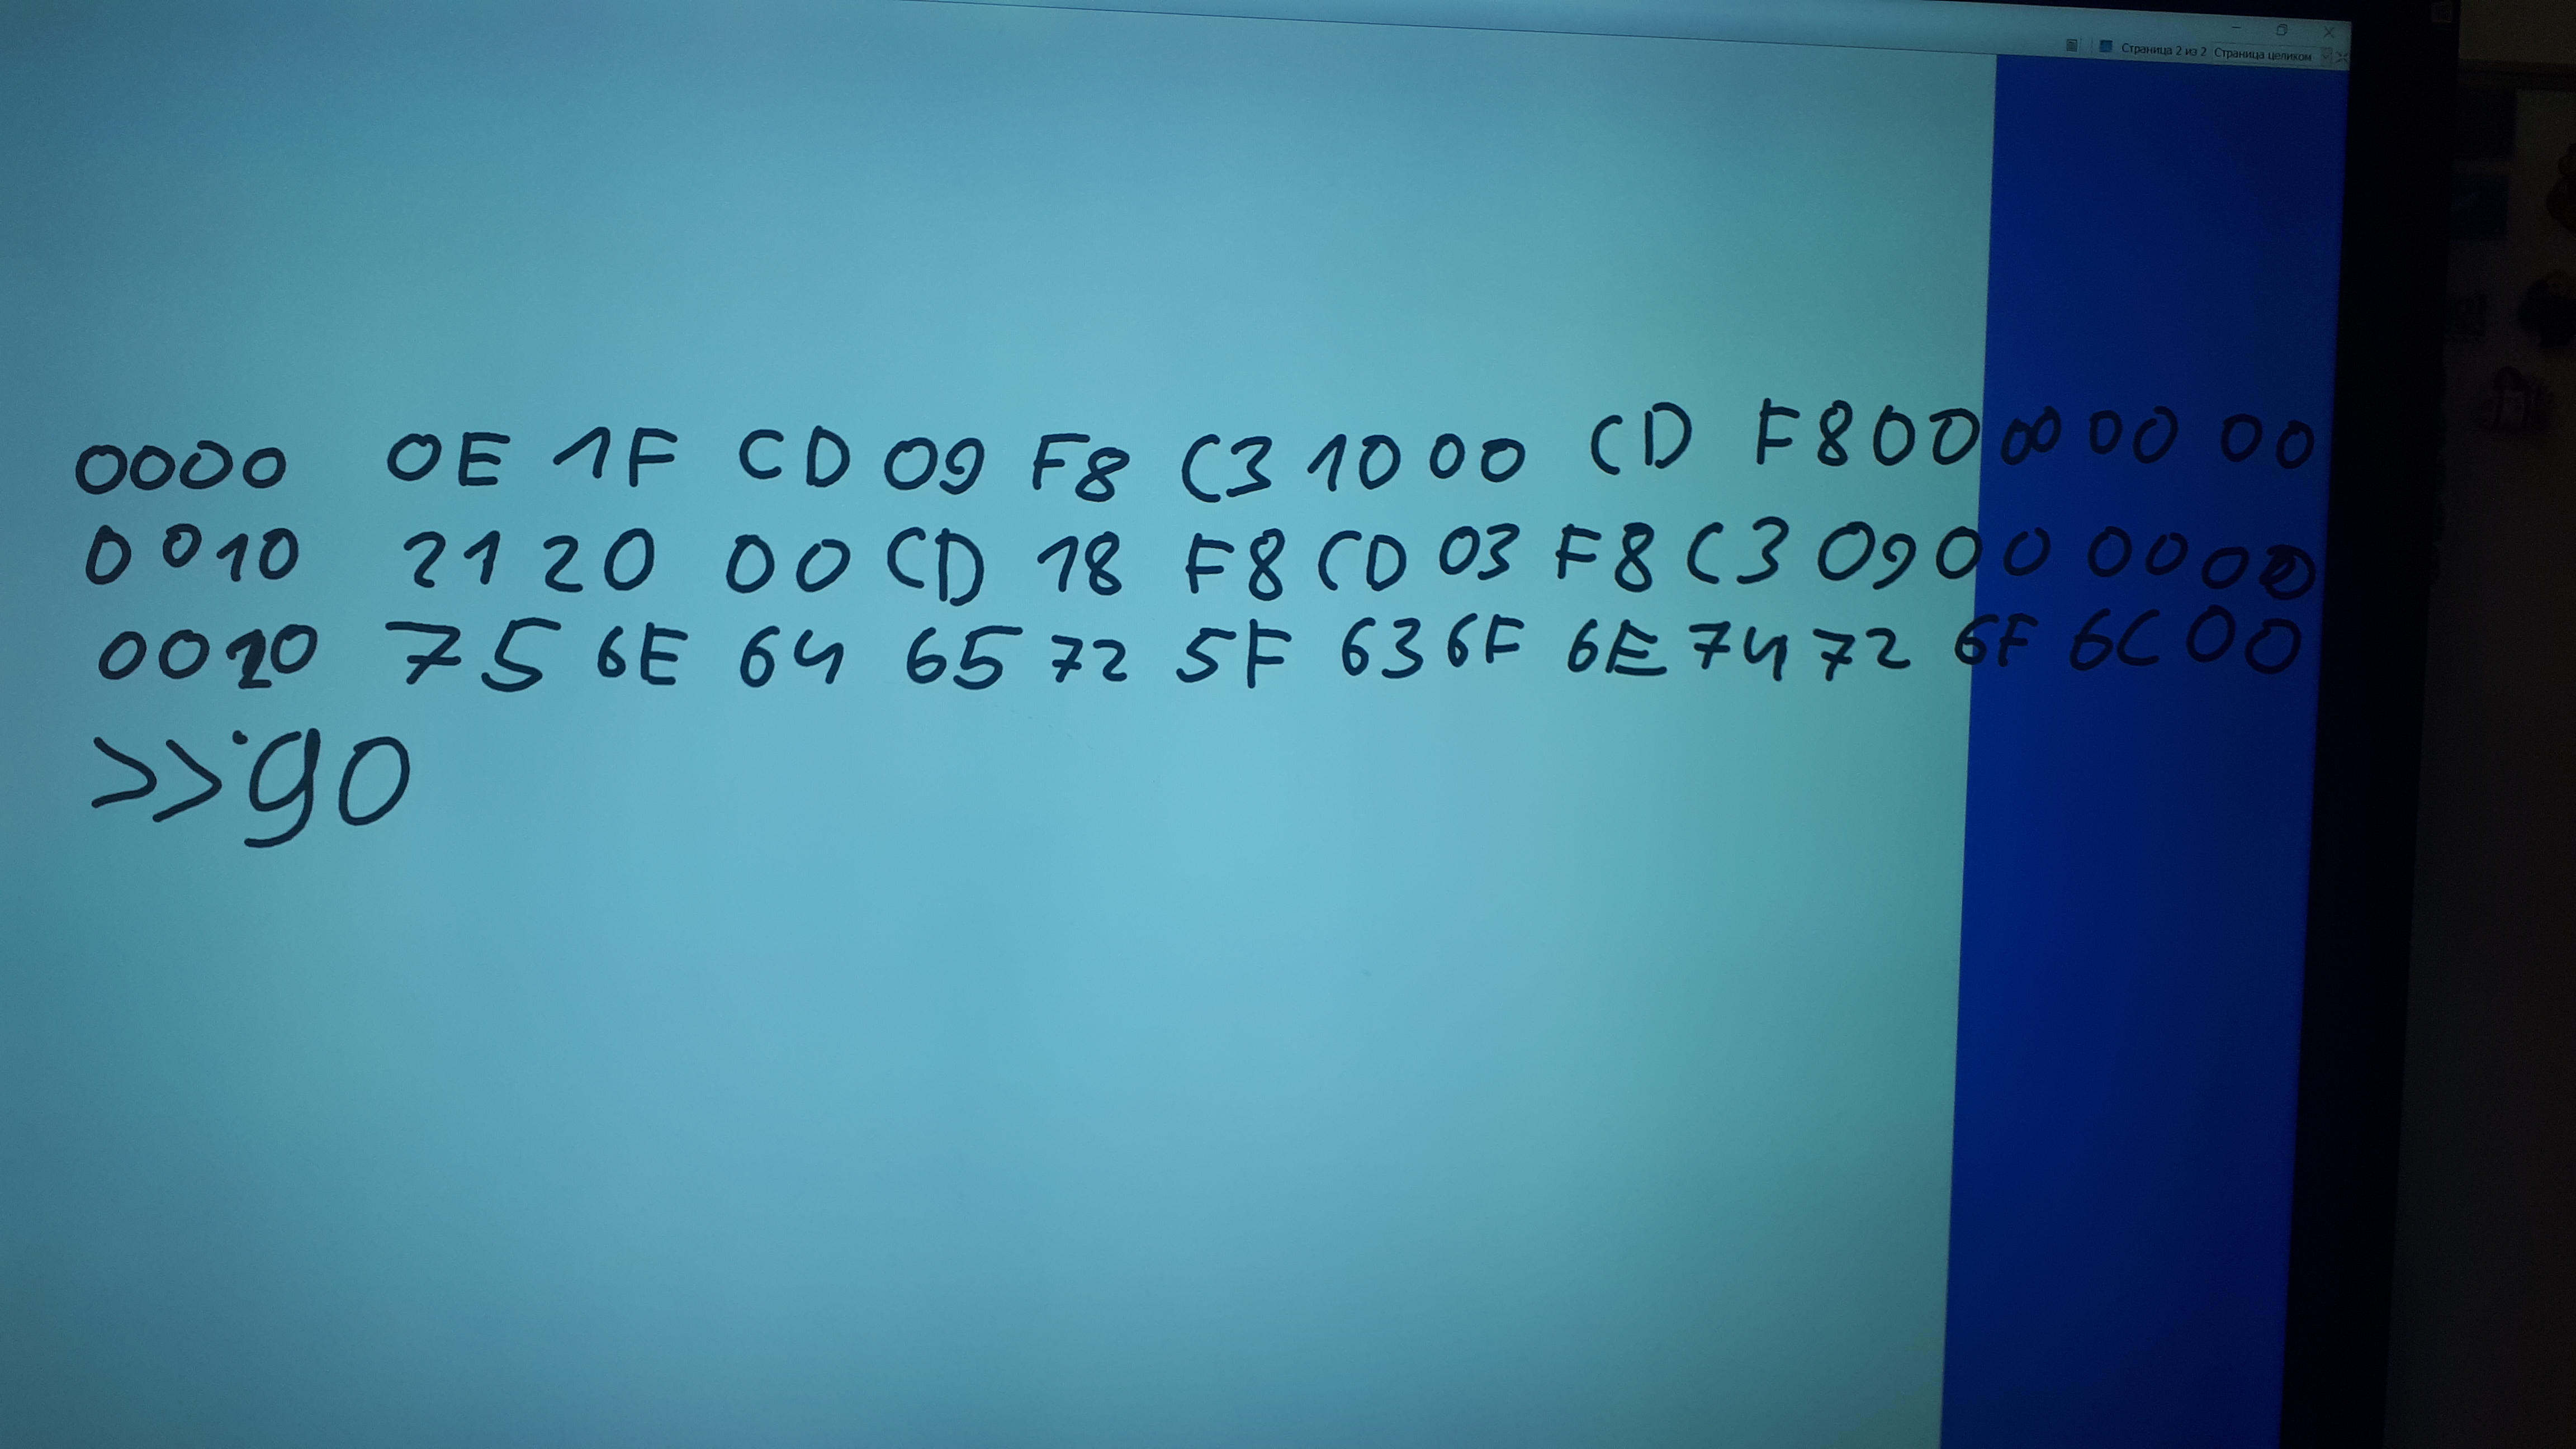 Страница 2 из 2 Страница целиком
0000 0E 1F CD 09 F8 C3 10 00 CD F8 00 00 00 00
0010 21 20 00 CD 18 F8 CD 03 F8 C3 09 00 00 00
0020 75 6E 64 65 72 5F 63 6F 6E 74 72 6F 6C 00
>>go